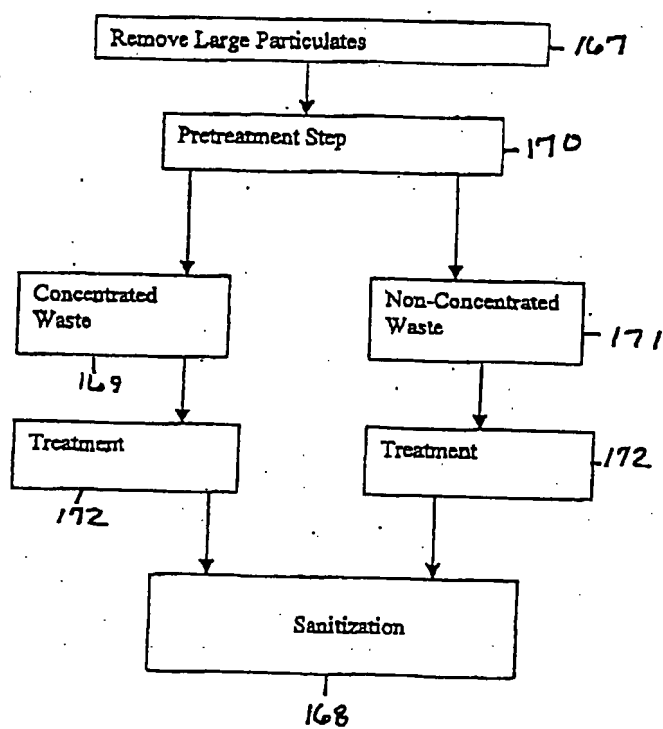 Remove Large Particulates
167
Pretreatment Step
170
Concentrated
Waste
169
Non-Concentrated
Waste
171
Treatment
172
Treatment
172
Sanitization
168